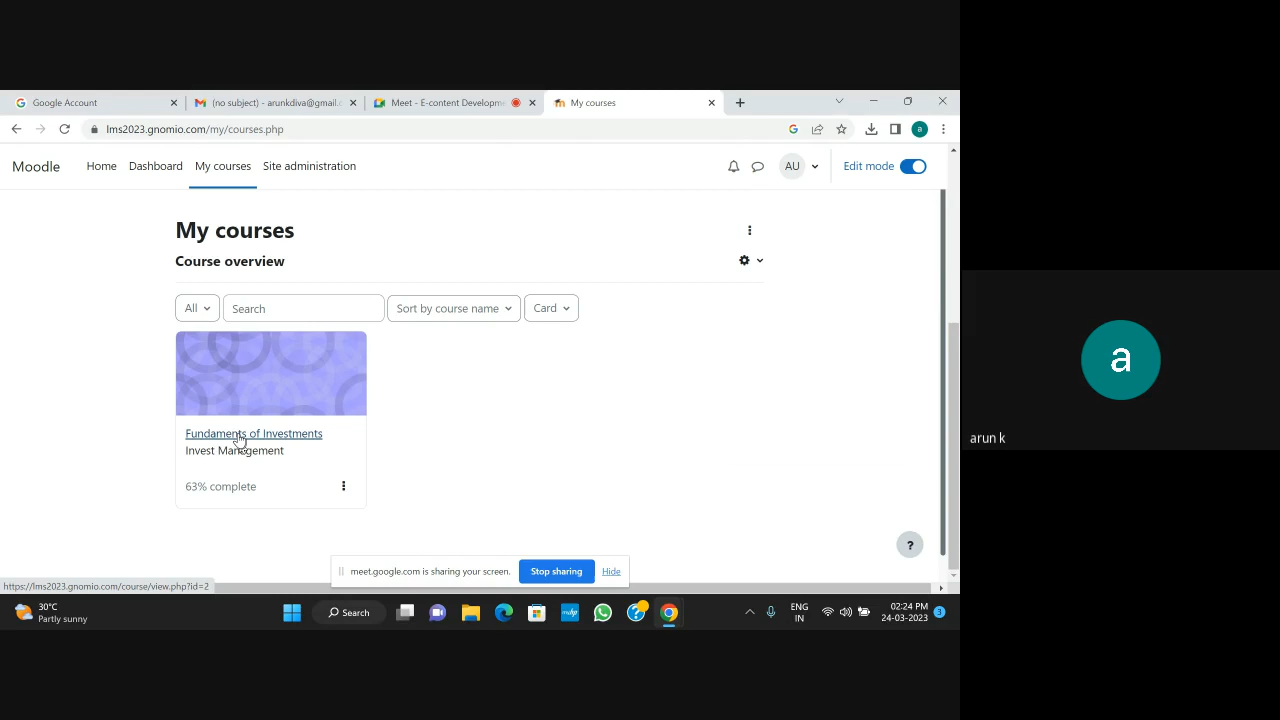 Google Account
(no subject) - arunkdiva@gmail.c
Meet - E-content Developme
My courses
lms2023.gnomio.com/my/courses.php
a
Moodle
Home
Dashboard
My courses
Site administration
AU
Edit mode
My courses
Course overview
All
Search
Sort by course name
Card
Fundaments of Investments
Invest Management
63% complete
?
meet.google.com is sharing your screen.
Stop sharing
Hide
https://lms2023.gnomio.com/course/view.php?id=2
30°C
Partly sunny
Search
ENG
IN
02:24 PM
24-03-2023
3
a
arun k